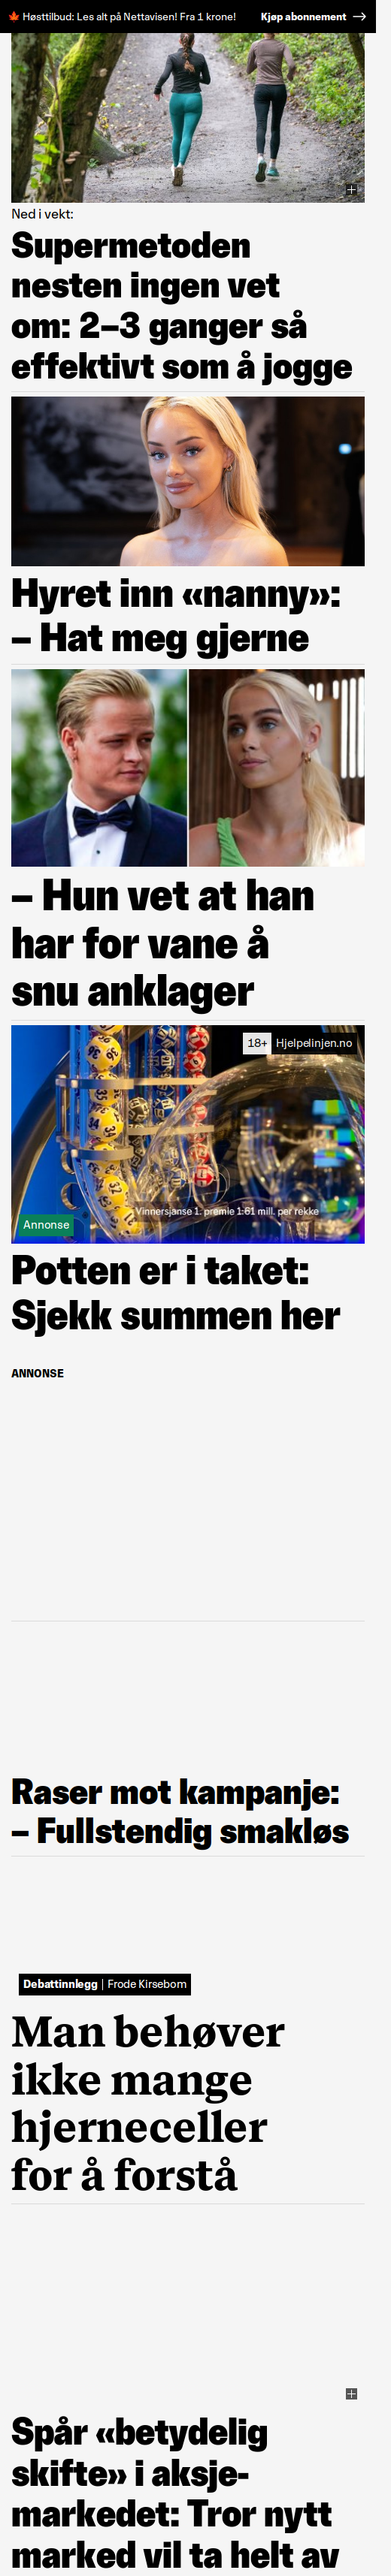 🍁 Høsttilbud: Les alt på Nettavisen! Fra 1 krone! Kjøp abonnement →
Ned i vekt:
Supermetoden
nesten ingen vet
om: 2–3 ganger så
effektivt som å jogge
Hyret inn «nanny»:
– Hat meg gjerne
– Hun vet at han
har for vane å
snu anklager
18+ Hjelpelinjen.no
Vinnersjanse 1. premie 1:61 mill. per rekke
Annonse
Potten er i taket:
Sjekk summen her
ANNONSE
Raser mot kampanje:
– Fullstendig smakløs
Debattinnlegg | Frode Kirsebom
Man behøver
ikke mange
hjerneceller
for å forstå
Spår «betydelig
skifte» i aksje-
markedet: Tror nytt
marked vil ta helt av